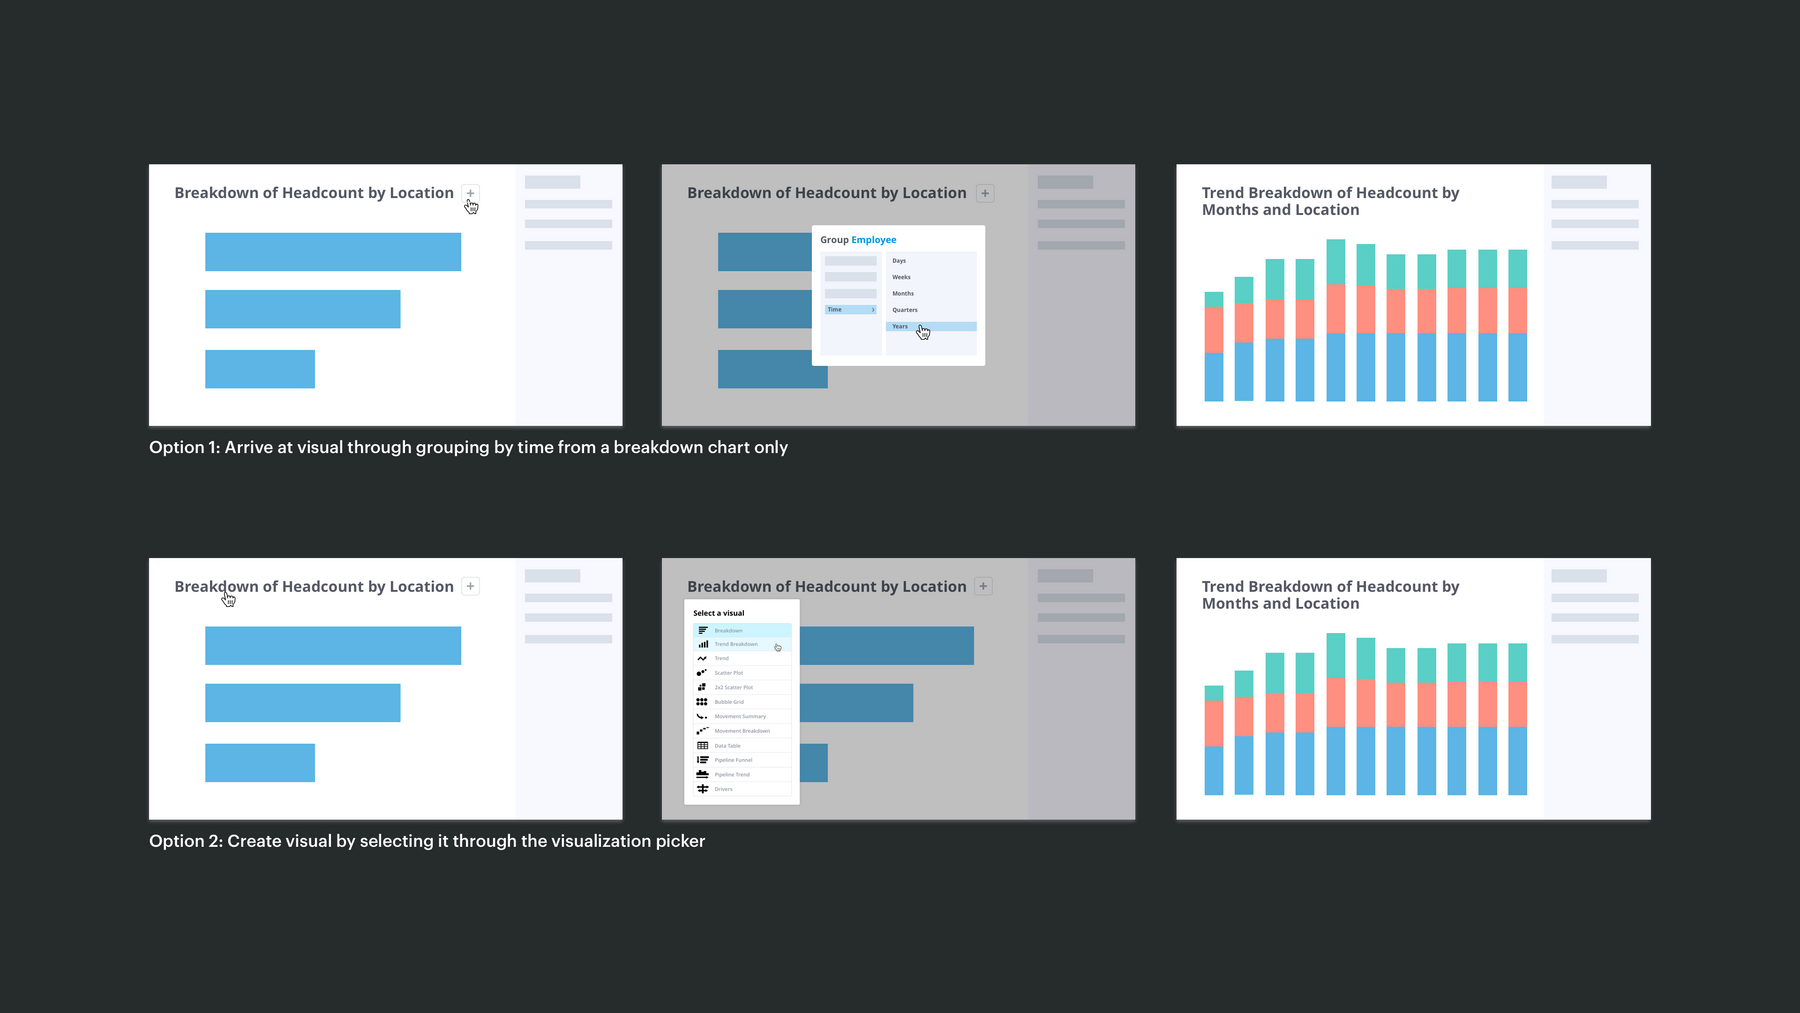 Breakdown of Headcount by Location +
Breakdown of Headcount by Location +
Group Employee
Days
Weeks
Months
Time
Quarters
Years
Trend Breakdown of Headcount by
Months and Location
Option 1: Arrive at visual through grouping by time from a breakdown chart only
Breakdown of Headcount by Location +
Breakdown of Headcount by Location +
Select a visual
Breakdown
Trend Breakdown
Trend
Scatter Plot
2x2 Scatter Plot
Bubble Grid
Movement Summary
Movement Breakdown
Data Table
Pipeline Funnel
Pipeline Trend
Drivers
Trend Breakdown of Headcount by
Months and Location
Option 2: Create visual by selecting it through the visualization picker